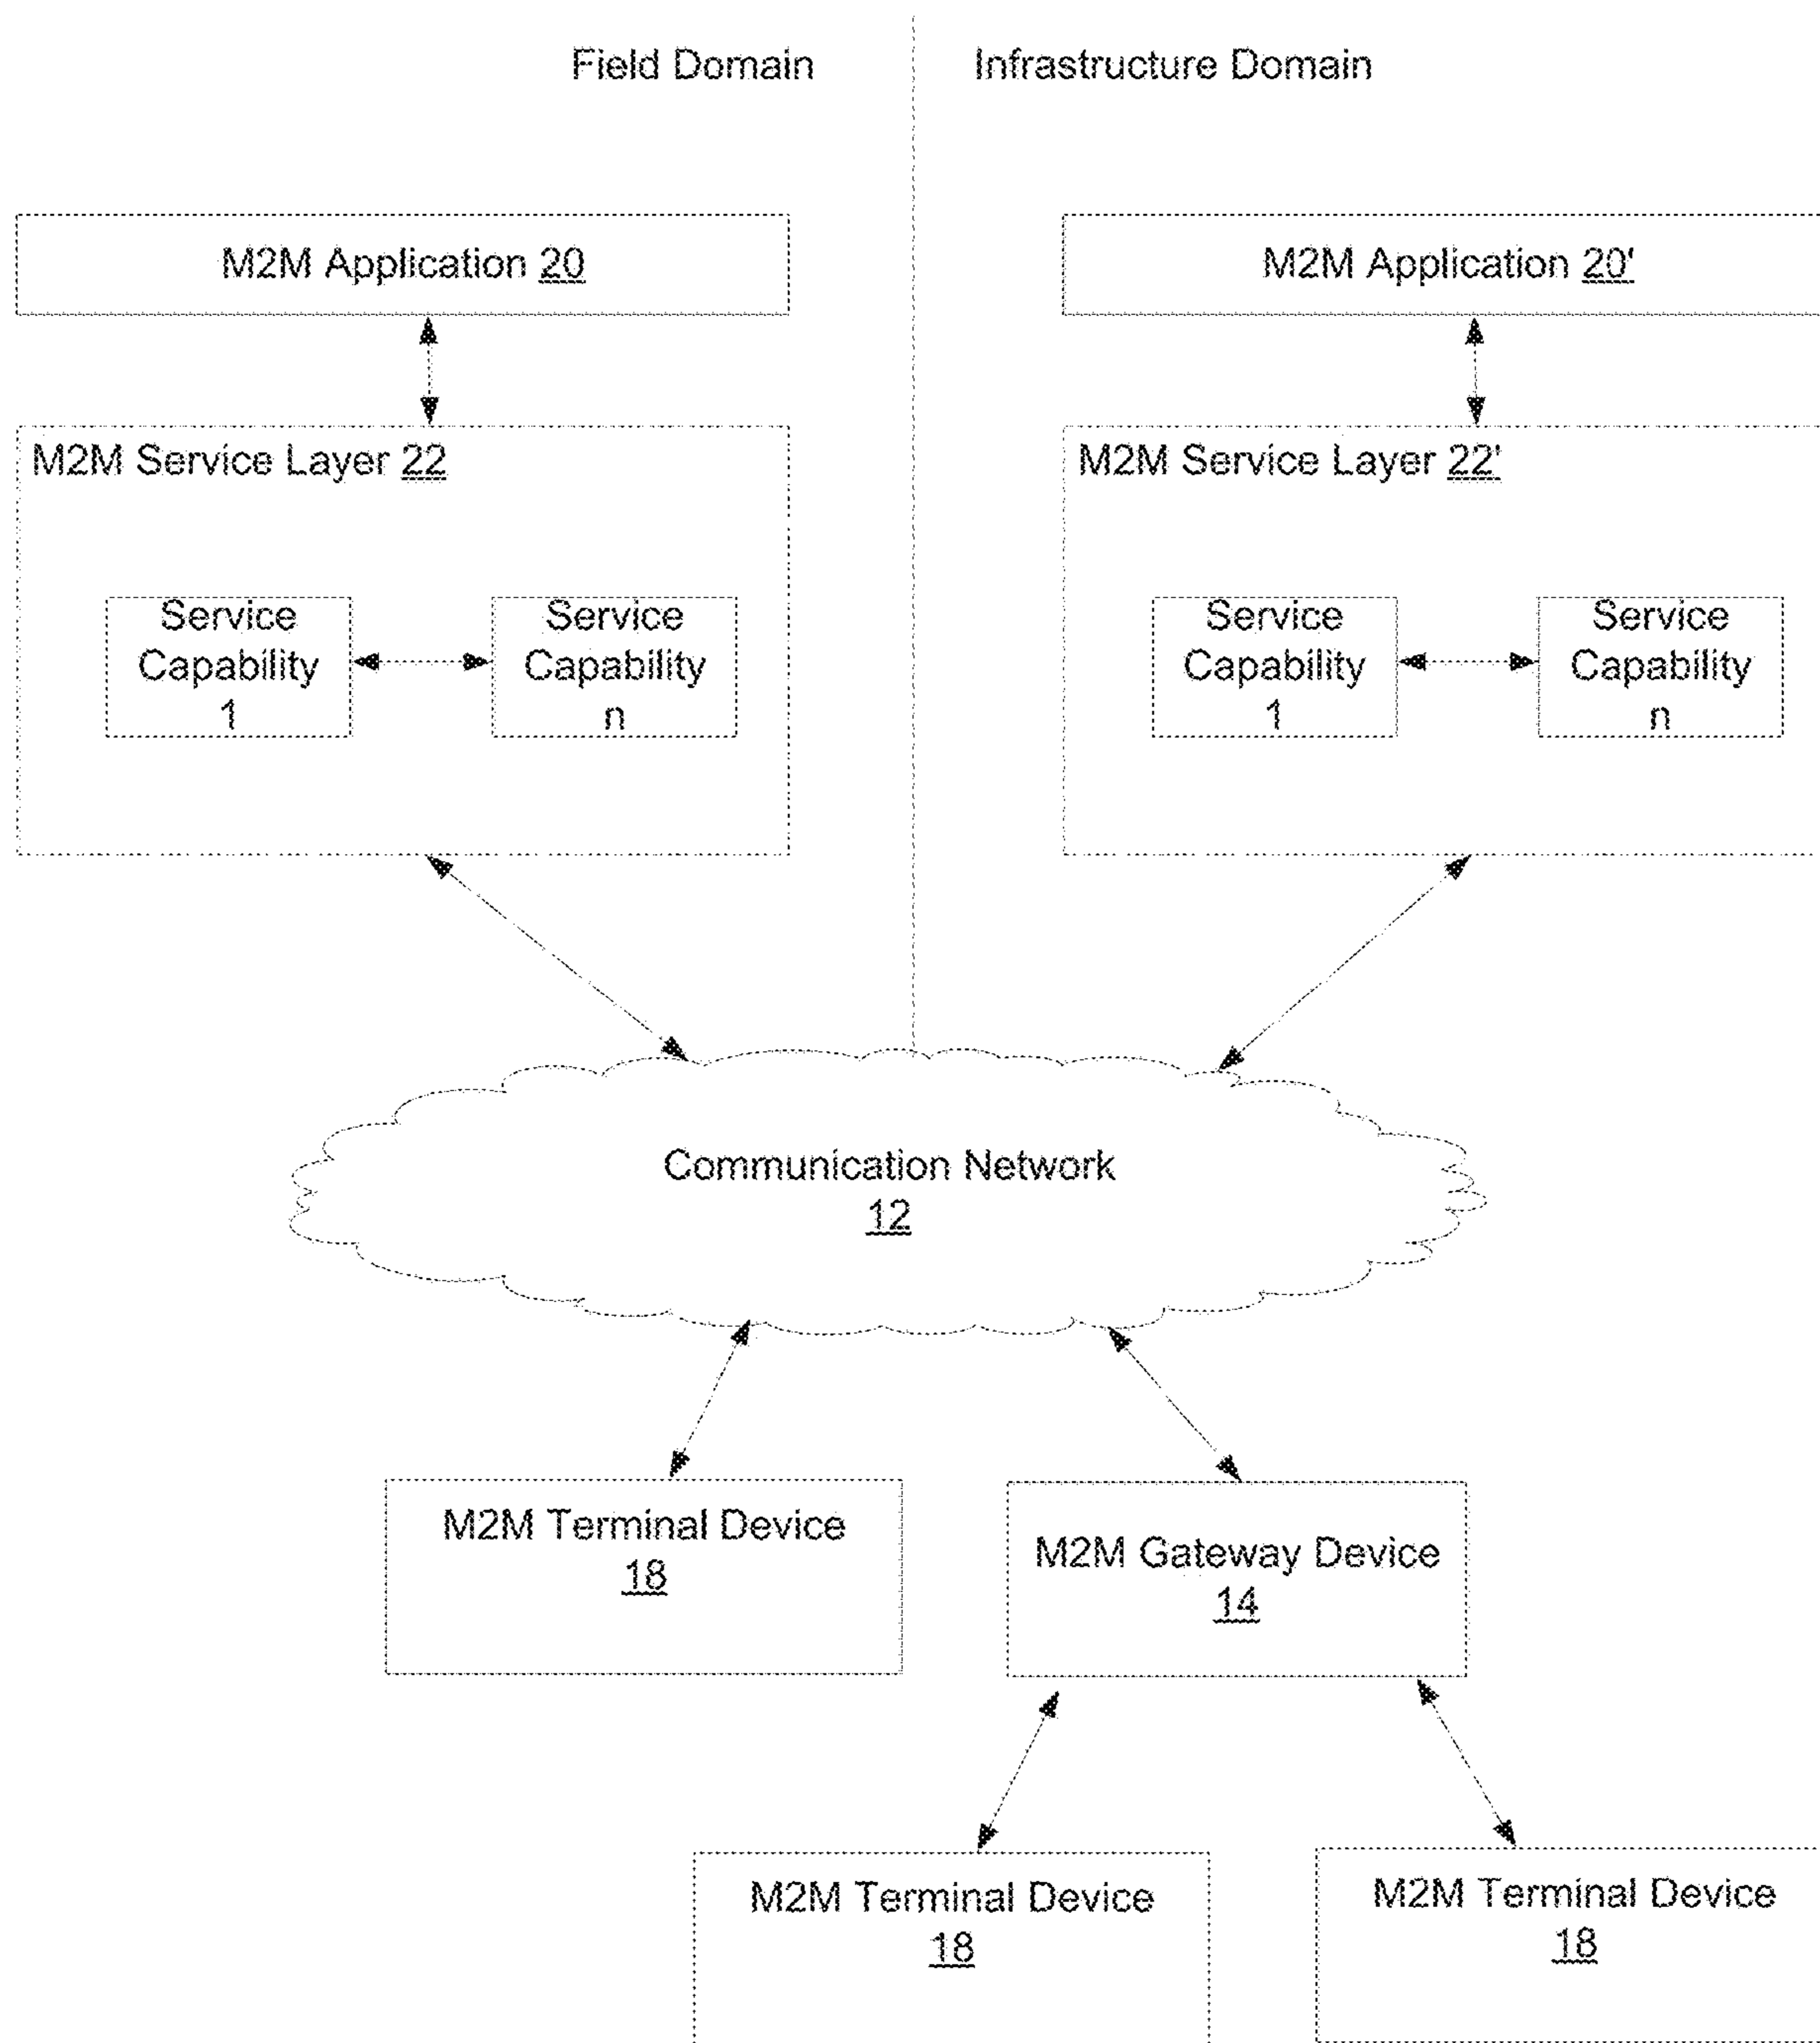 Field Domain
Infrastructure Domain
M2M Application 20
M2M Application 20'
M2M Service Layer 22
M2M Service Layer 22'
Service
Capability
1
Service
Capability
n
Service
Capability
1
Service
Capability
n
Communication Network
12
M2M Terminal Device
18
M2M Gateway Device
14
M2M Terminal Device
18
M2M Terminal Device
18